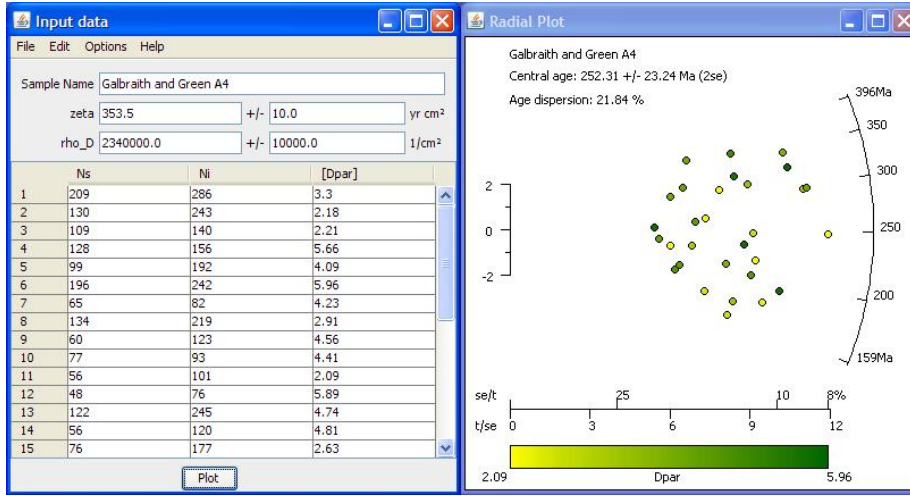 Input data
File Edit Options Help
Sample Name Galbraith and Green A4
zeta 353.5 +/- 10.0 yr cm²
rho_D 2340000.0 +/- 10000.0 1/cm²
Ns Ni [Dpar]
1 209 286 3.3
2 130 243 2.18
3 109 140 2.21
4 128 156 5.66
5 99 192 4.09
6 196 242 5.96
7 65 82 4.23
8 134 219 2.91
9 60 123 4.56
10 77 93 4.41
11 56 101 2.09
12 48 76 5.89
13 122 245 4.74
14 56 120 4.81
15 76 177 2.63
Plot
Radial Plot
Galbraith and Green A4
Central age: 252.31 +/- 23.24 Ma (2se)
Age dispersion: 21.84 %
396Ma
350
300
250
200
159Ma
2
0
-2
se/t 25 10 8%
t/se 0 3 6 9 12
2.09 Dpar 5.96